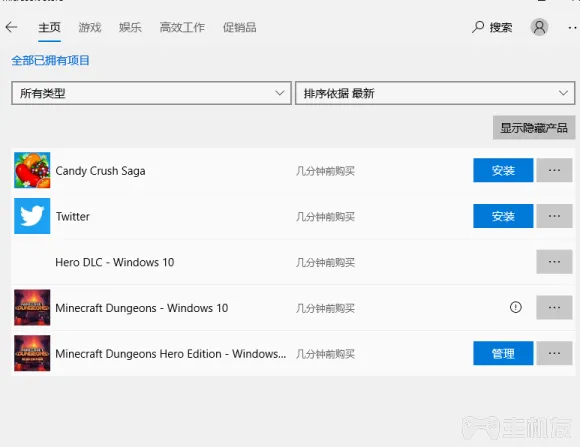 主页 游戏 娱乐 高效工作 促销品 搜索
全部已拥有项目
所有类型 排序依据 最新
显示隐藏产品
Candy Crush Saga 几分钟前购买 安装
Twitter 几分钟前购买 安装
Hero DLC - Windows 10 几分钟前购买
Minecraft Dungeons - Windows 10 几分钟前购买
Minecraft Dungeons Hero Edition - Windows... 几分钟前购买 管理
主机友